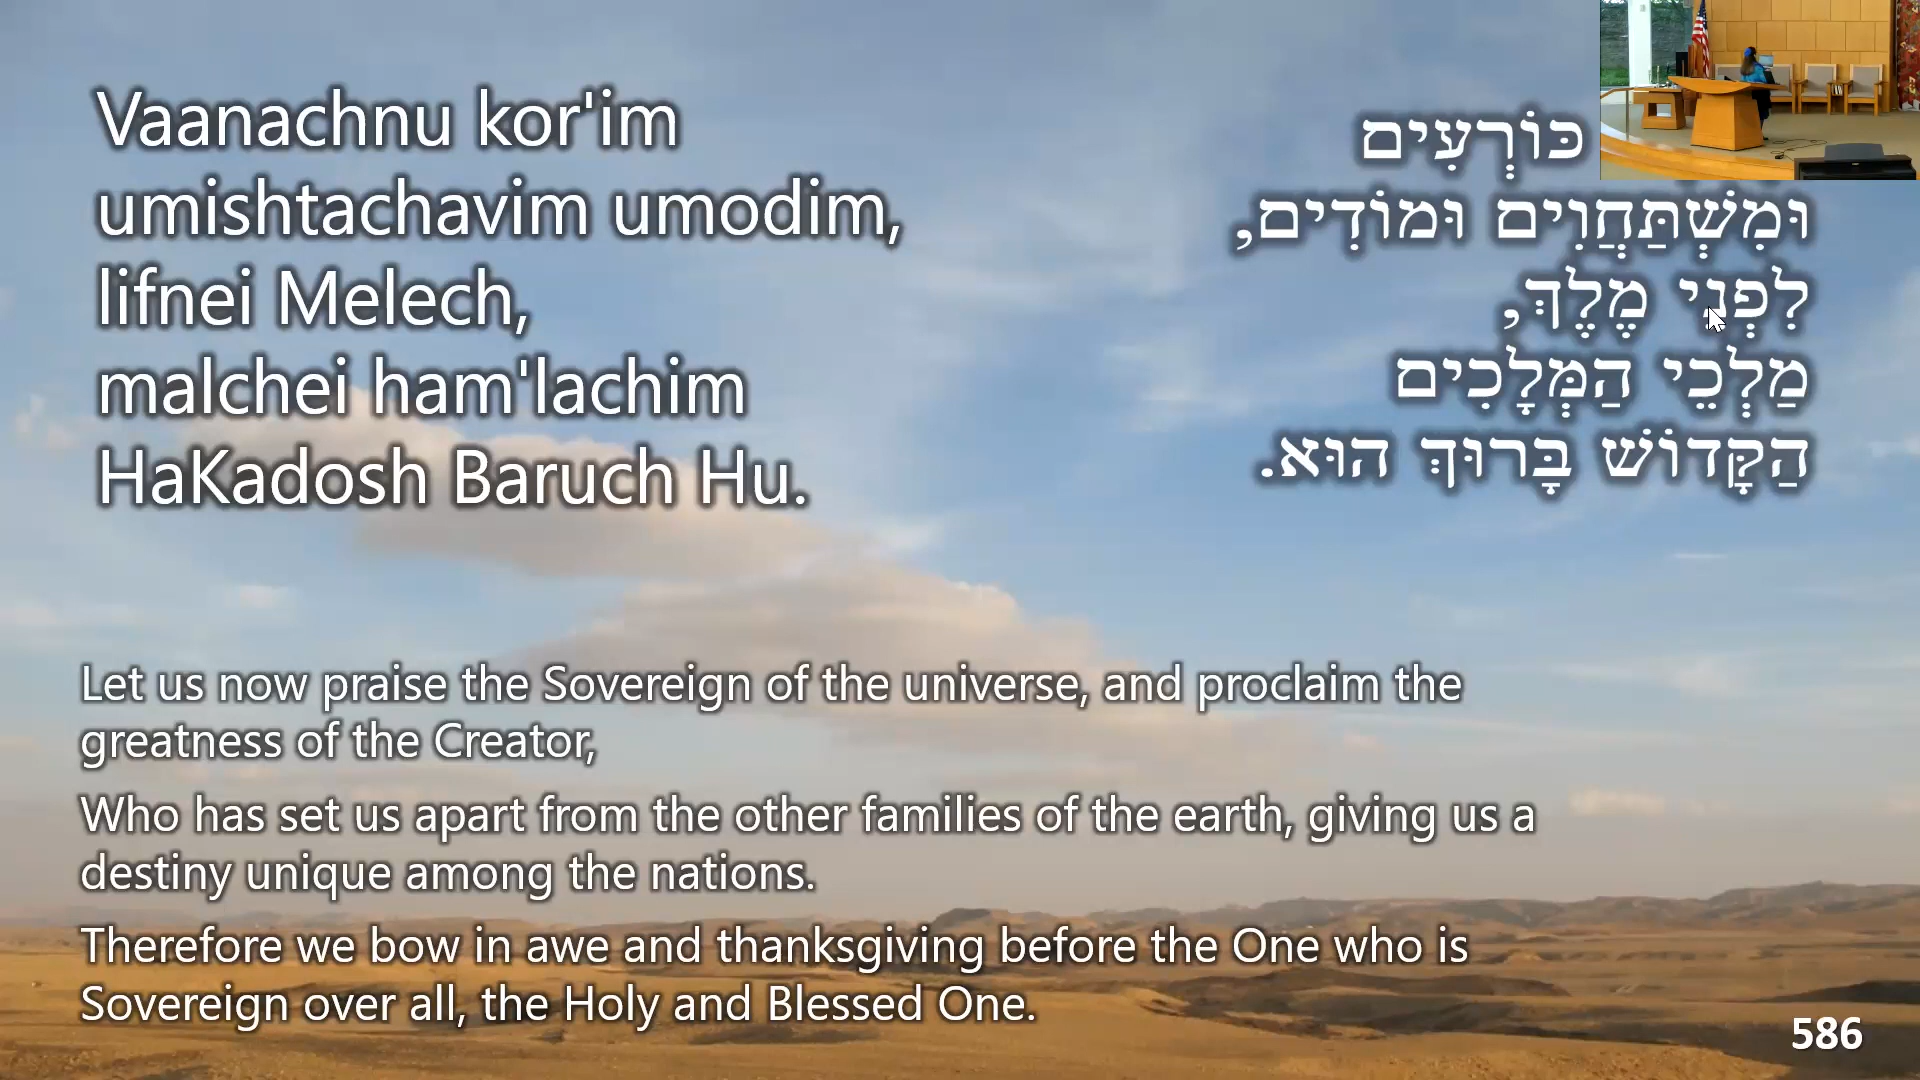 Vaanachnu kor'im
umishtachavim umodim,
lifnei Melech,
malchei ham'lachim
HaKadosh Baruch Hu.
כּוֹרְעִים
וּמִשְׁתַּחֲוִים וּמוֹדִים,
לִפְנֵי מֶלֶךְ,
מַלְכֵי הַמְּלָכִים
הַקָּדוֹשׁ בָּרוּךְ הוּא.
Let us now praise the Sovereign of the universe, and proclaim the
greatness of the Creator,
Who has set us apart from the other families of the earth, giving us a
destiny unique among the nations.
Therefore we bow in awe and thanksgiving before the One who is
Sovereign over all, the Holy and Blessed One.
586